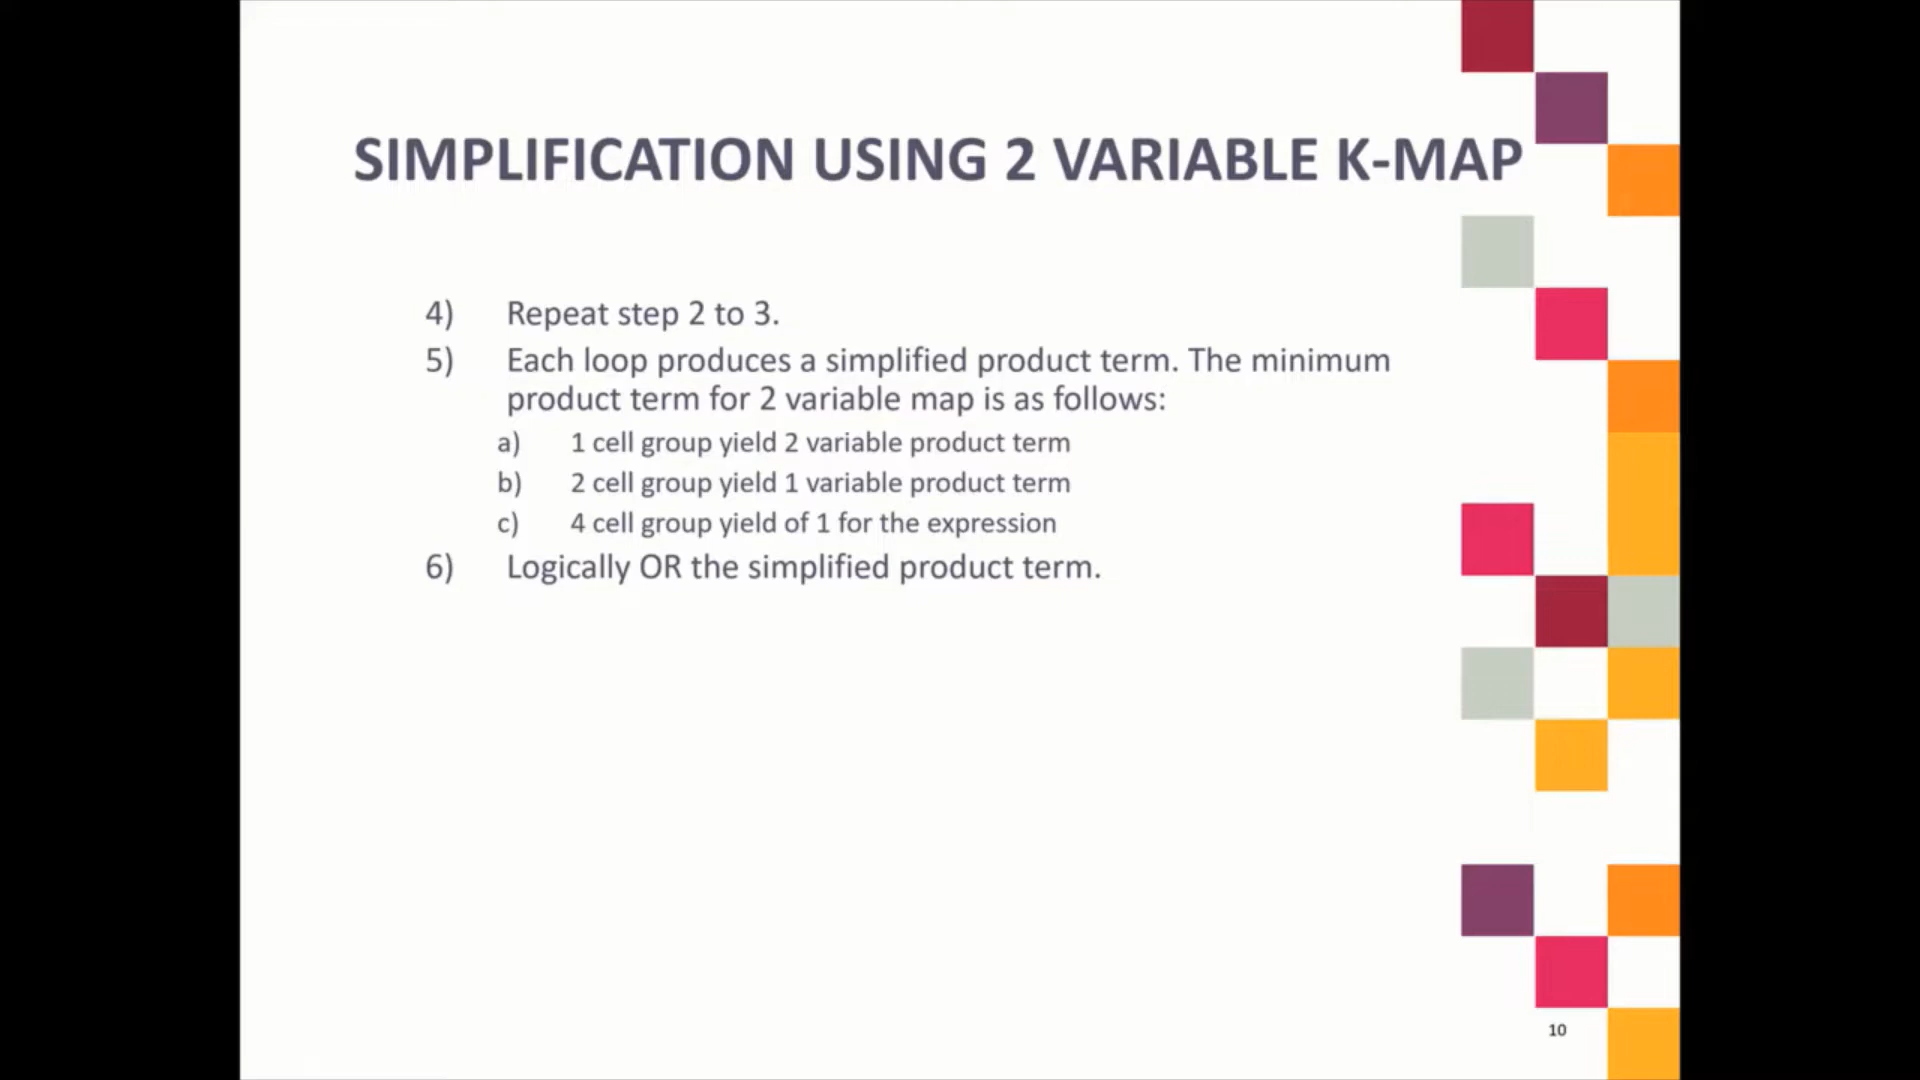 SIMPLIFICATION USING 2 VARIABLE K-MAP
4) Repeat step 2 to 3.
5) Each loop produces a simplified product term. The minimum
product term for 2 variable map is as follows:
a) 1 cell group yield 2 variable product term
b) 2 cell group yield 1 variable product term
c) 4 cell group yield of 1 for the expression
6) Logically OR the simplified product term.
10